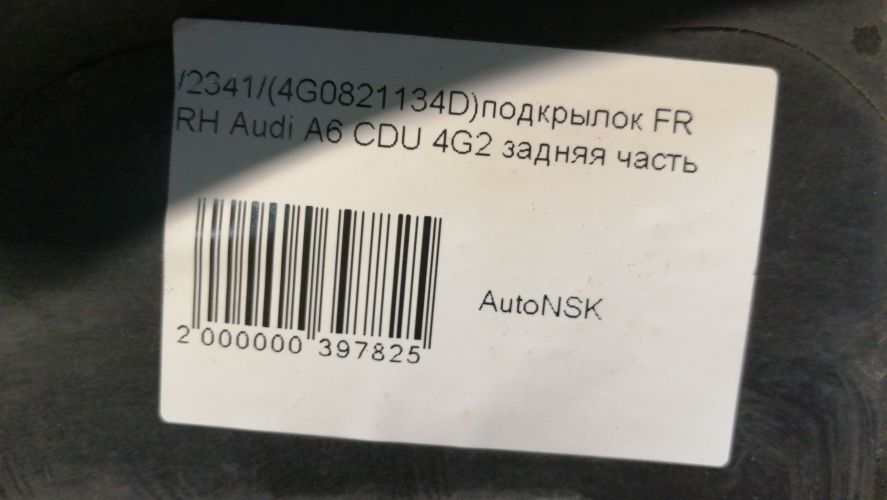 /2341/(4G0821134D)подкрылок FR
RH Audi A6 CDU 4G2 задняя часть
AutoNSK
2 000000 397825